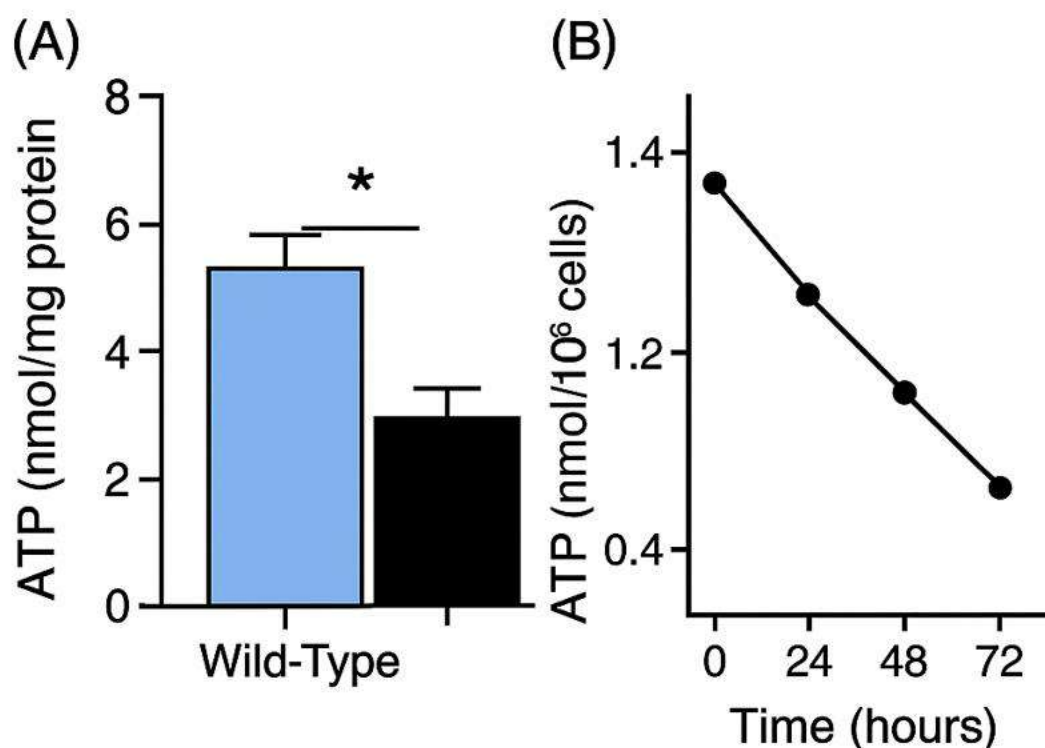 (A)
ATP (nmol/mg protein
8
6
4
2
0
*
Wild-Type
(B)
ATP (nmol/10⁶ cells)
1.4
1.2
0.4
0 24 48 72
Time (hours)